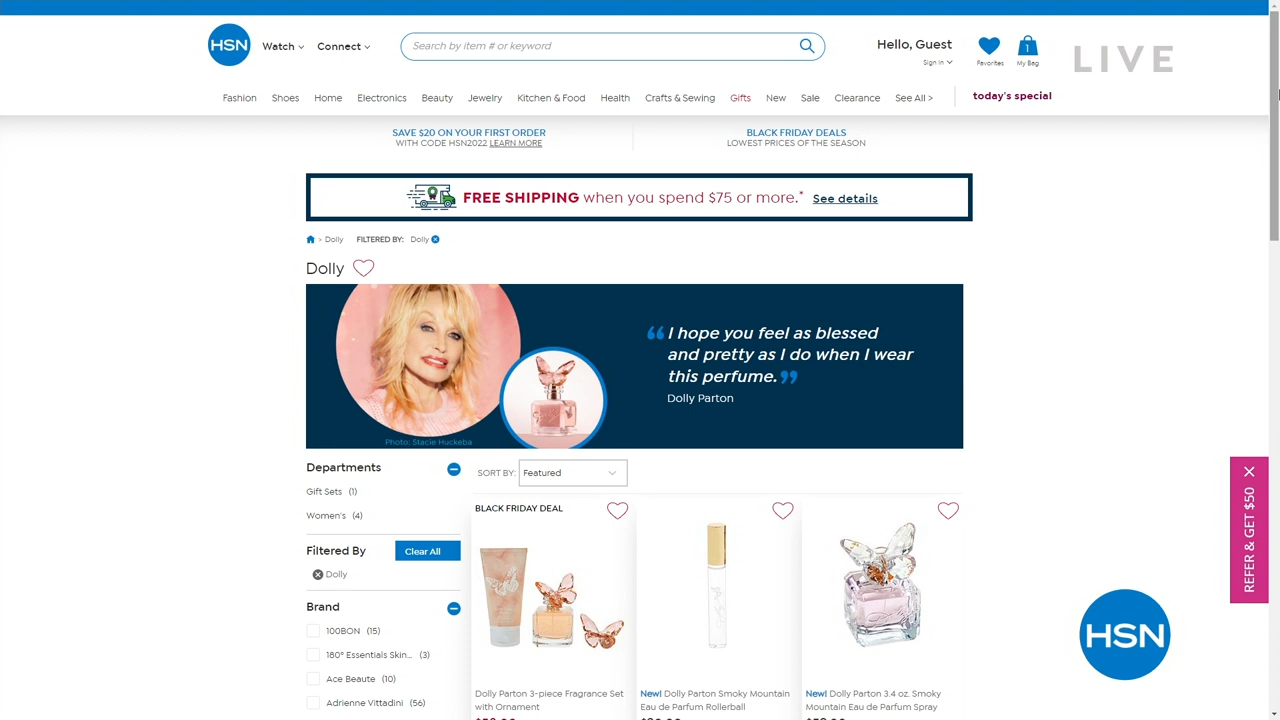 HSN
Watch
Connect
Search by item # or keyword
Hello, Guest
Sign In
Favorites
1
My Bag
LIVE
Fashion Shoes Home Electronics Beauty Jewelry Kitchen & Food Health Crafts & Sewing Gifts New Sale Clearance See All >
today's special
SAVE $20 ON YOUR FIRST ORDER
WITH CODE HSN2022 LEARN MORE
BLACK FRIDAY DEALS
LOWEST PRICES OF THE SEASON
FREE SHIPPING when you spend $75 or more.* See details
> Dolly FILTERED BY: Dolly
Dolly
“ I hope you feel as blessed
and pretty as I do when I wear
this perfume. ”
Dolly Parton
Photo: Stacie Huckeba
Departments
Gift Sets (1)
Women's (4)
Filtered By
Clear All
Dolly
Brand
100BON (15)
180° Essentials Skin... (3)
Ace Beaute (10)
Adrienne Vittadini (56)
SORT BY: Featured
BLACK FRIDAY DEAL
Dolly Parton 3-piece Fragrance Set
with Ornament
New! Dolly Parton Smoky Mountain
Eau de Parfum Rollerball
New! Dolly Parton 3.4 oz. Smoky
Mountain Eau de Parfum Spray
REFER & GET $50
HSN